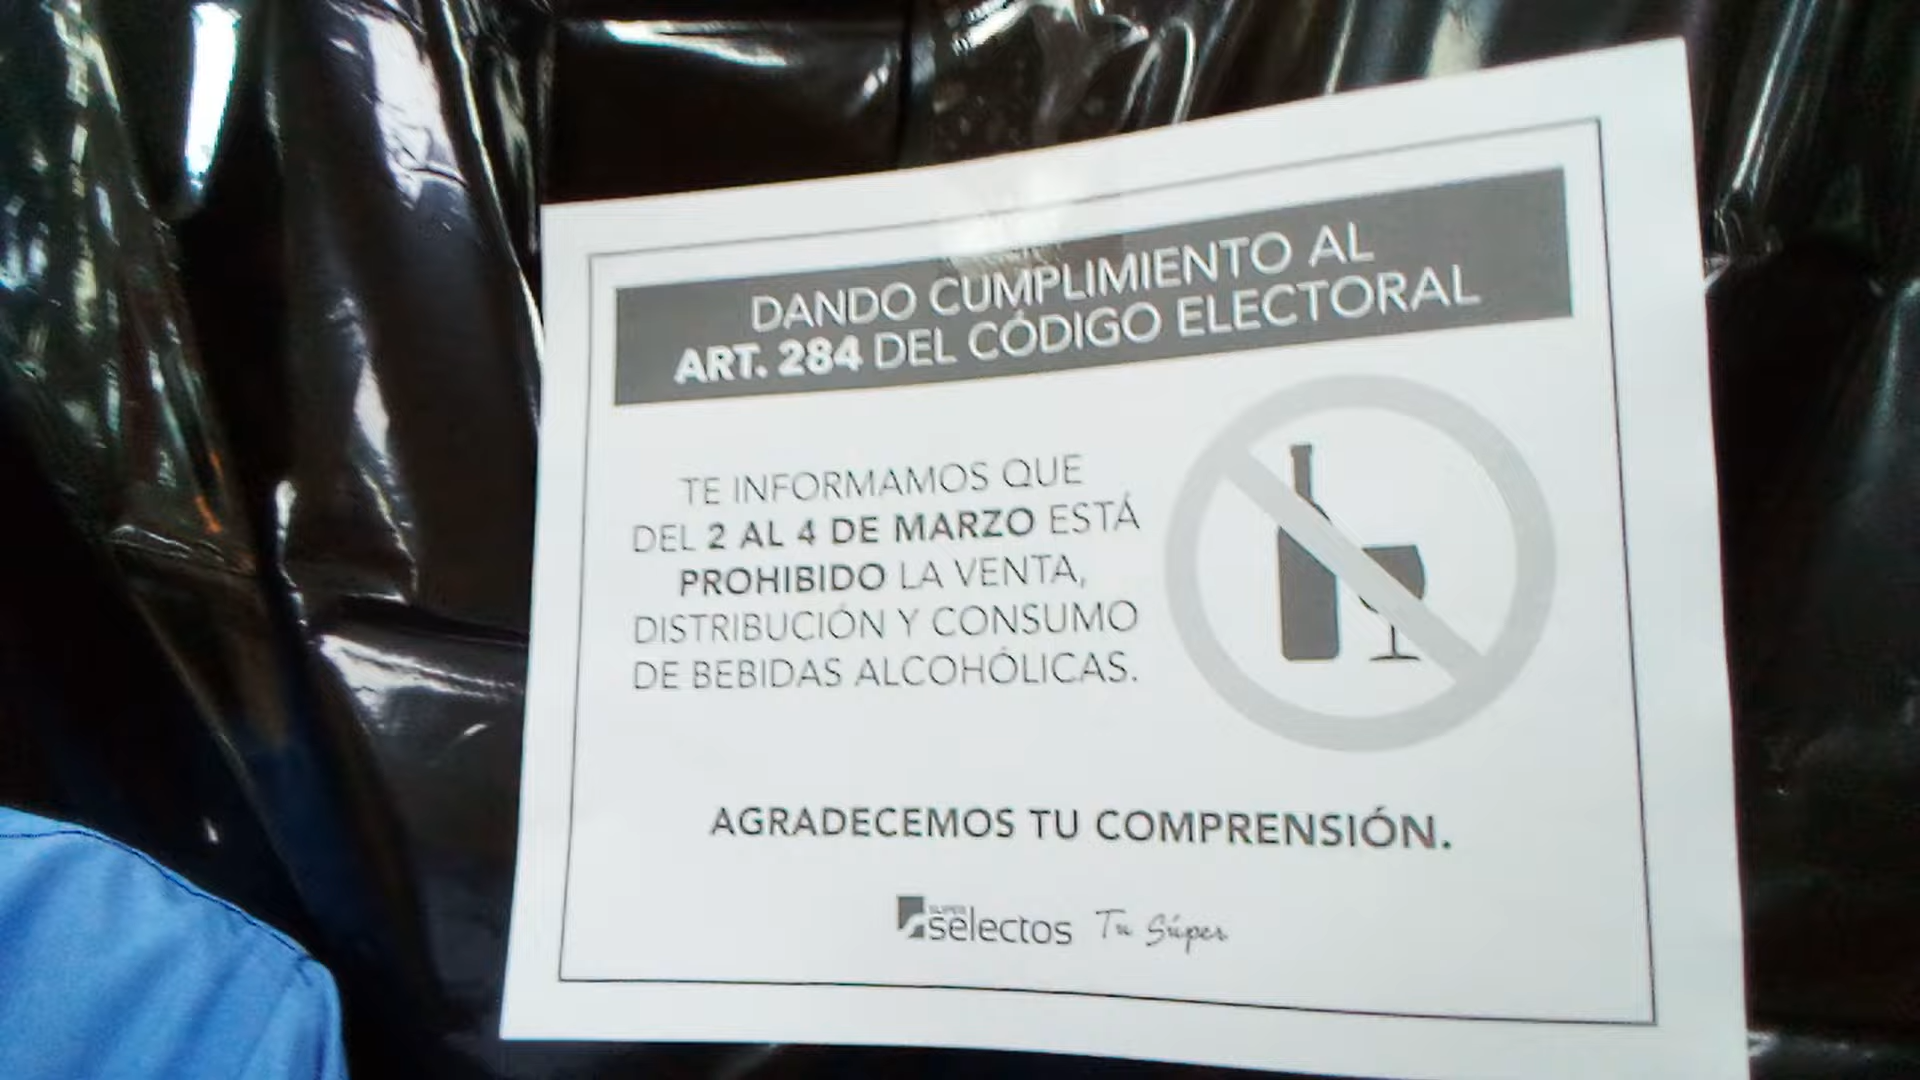 DANDO CUMPLIMIENTO AL
ART. 284 DEL CÓDIGO ELECTORAL
TE INFORMAMOS QUE
DEL 2 AL 4 DE MARZO ESTÁ
PROHIBIDO LA VENTA,
DISTRIBUCIÓN Y CONSUMO
DE BEBIDAS ALCOHÓLICAS.
AGRADECEMOS TU COMPRENSIÓN.
SUPER
selectos Tu Súper